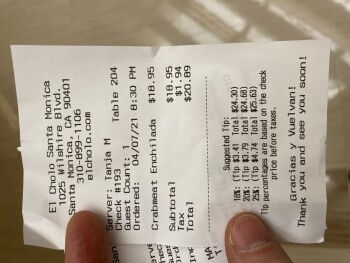 El Cholo Santa Monica
1025 Wilshire Blvd.
Santa Monica, CA 90401
310-899-1106
elcholo.com
Server: Tanja M
Check #193 Table 204
Guest Count: 1
Ordered: 04/07/21 8:30 PM
Crabmeat Enchilada $18.95
Subtotal $18.95
Tax $1.94
Total $20.89
Suggested Tip:
18%: (Tip $3.41 Total $24.30)
20%: (Tip $3.79 Total $24.68)
25%: (Tip $4.74 Total $25.63)
Tip percentages are based on the check
price before taxes.
Gracias y Vuelvan!
Thank you and see you soon!